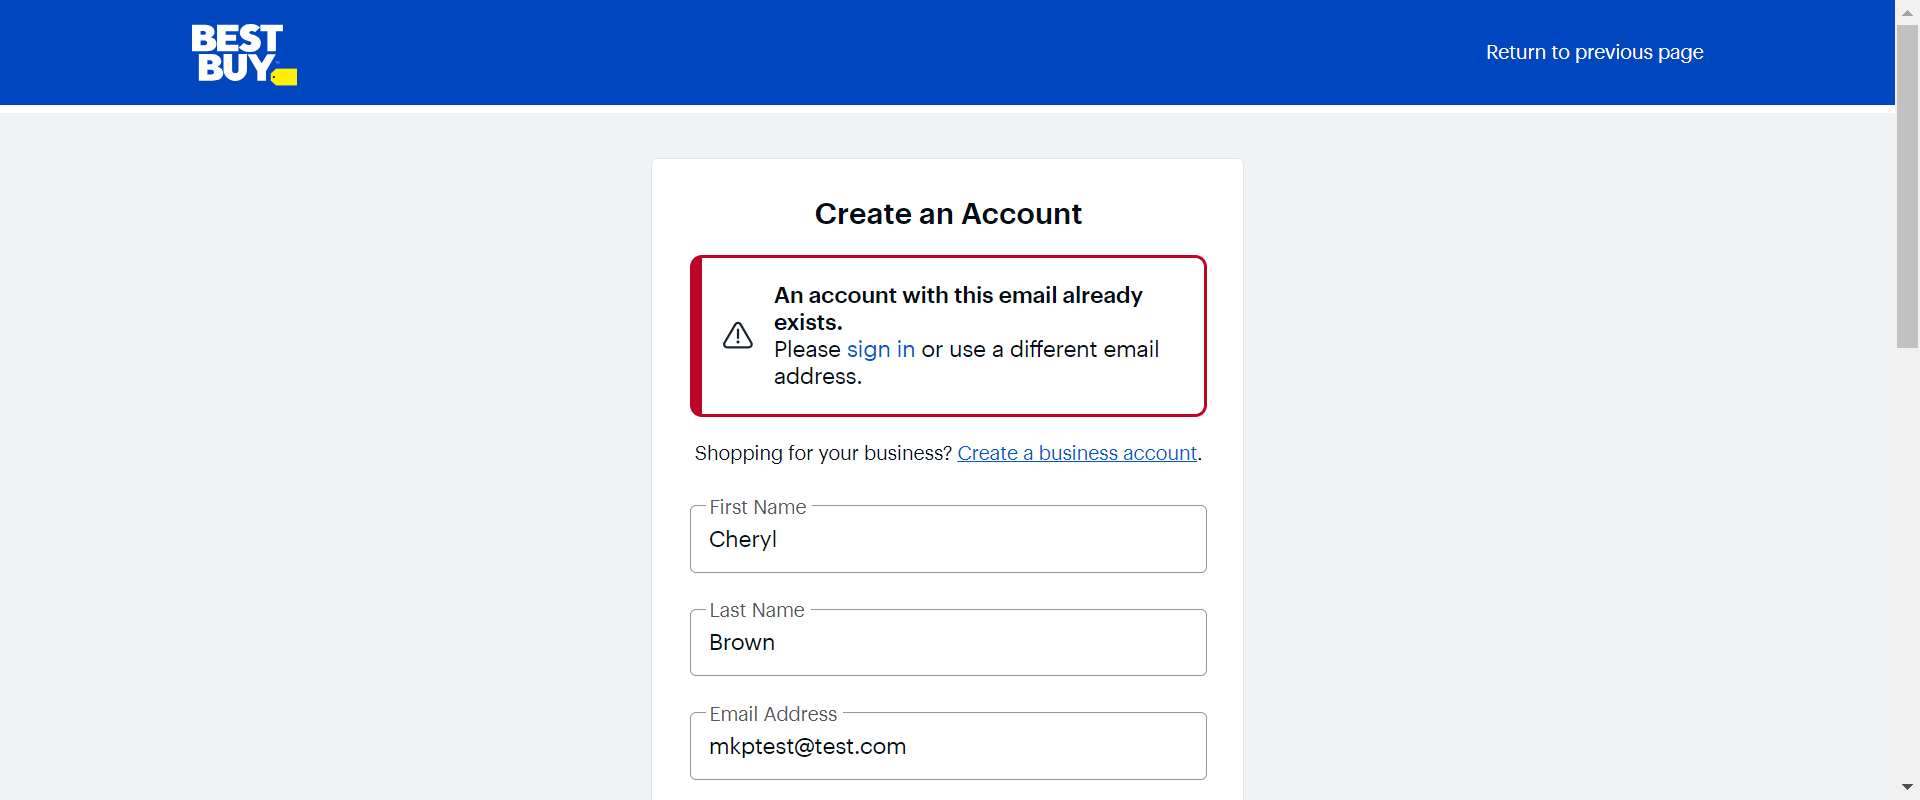 BEST
BUY
Return to previous page
Create an Account
An account with this email already
exists.
Please sign in or use a different email
address.
Shopping for your business? Create a business account.
First Name
Cheryl
Last Name
Brown
Email Address
mkptest@test.com